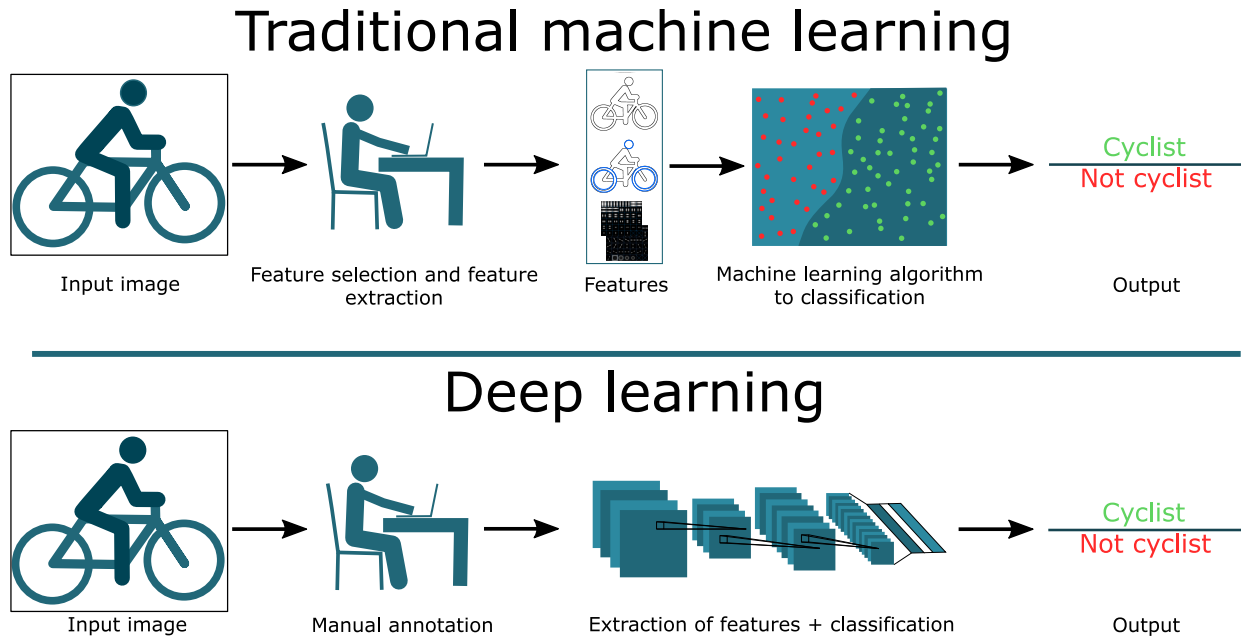 Traditional machine learning
Cyclist
Not cyclist
Input image
Feature selection and feature
extraction
Features
Machine learning algorithm
to classification
Output
Deep learning
Cyclist
Not cyclist
Input image
Manual annotation
Extraction of features + classification
Output